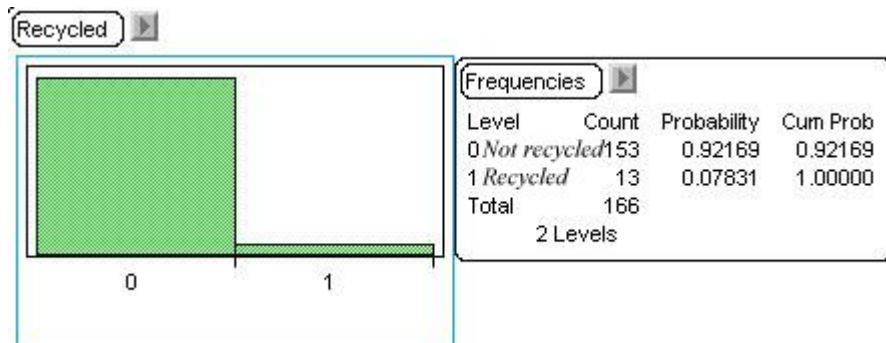 Recycled
Frequencies
Level Count Probability Cum Prob
0 Not recycled 153 0.92169 0.92169
1 Recycled 13 0.07831 1.00000
Total 166
2 Levels
0 1